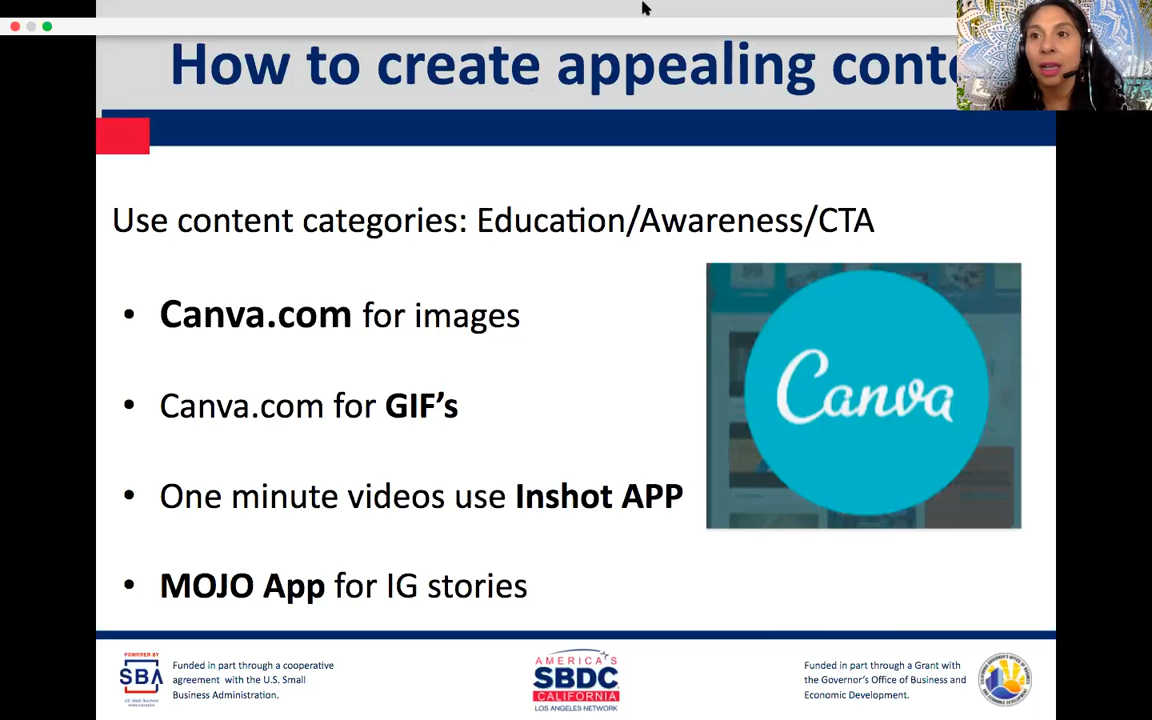 How to create appealing conte
Use content categories: Education/Awareness/CTA
• Canva.com for images
• Canva.com for GIF’s
• One minute videos use Inshot APP
• MOJO App for IG stories
Canva
POWERED BY
SBA
Funded in part through a cooperative
agreement with the U.S. Small
Business Administration.
AMERICA'S
SBDC
CALIFORNIA
LOS ANGELES NETWORK
Funded in part through a Grant with
the Governor’s Office of Business and
Economic Development.